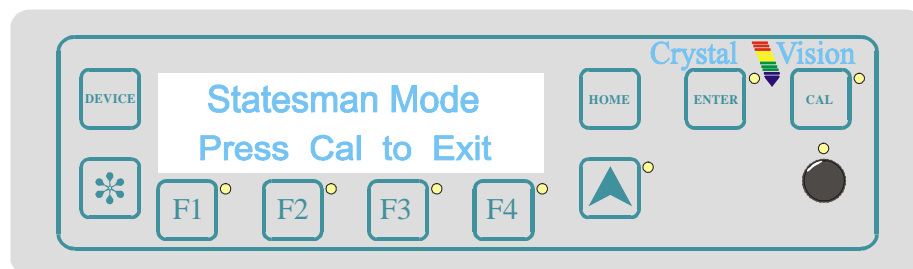 Crystal Vision
DEVICE
Statesman Mode
Press Cal to Exit
HOME
ENTER
CAL
F1
F2
F3
F4